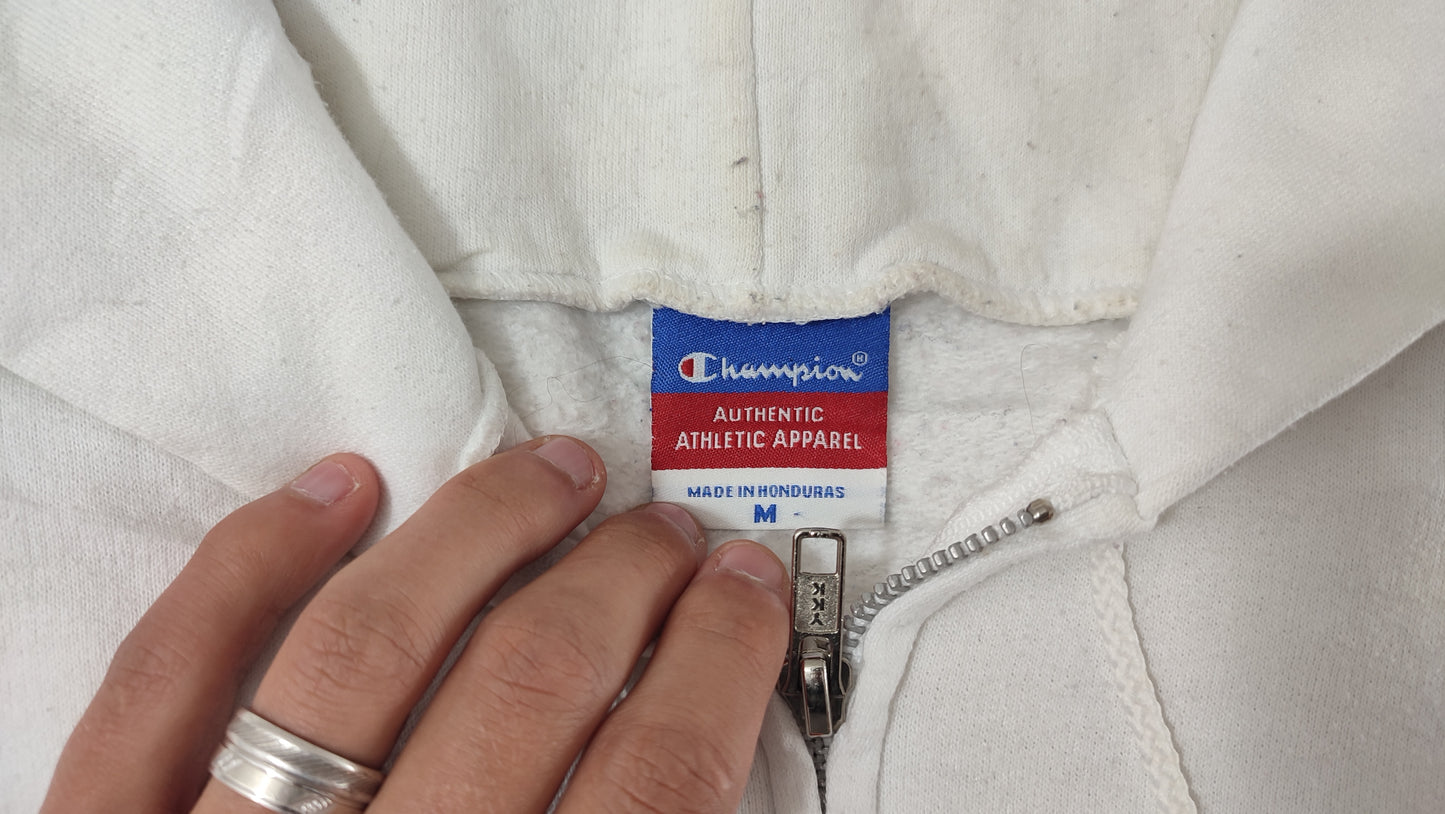 Champion®
AUTHENTIC
ATHLETIC APPAREL
MADE IN HONDURAS
M
YKK